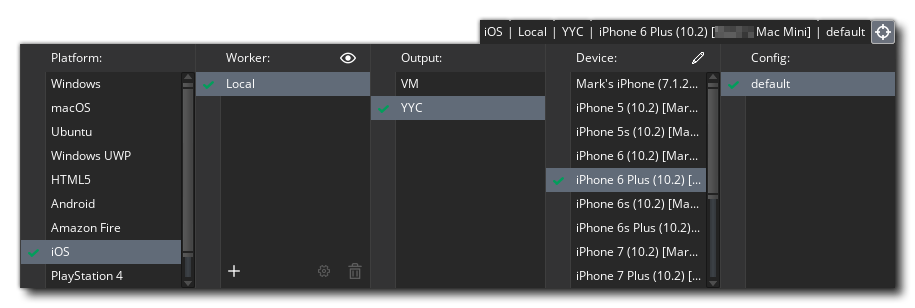 iOS | Local | YYC | iPhone 6 Plus (10.2) [ Mac Mini] | default
Platform:
Windows
macOS
Ubuntu
Windows UWP
HTML5
Android
Amazon Fire
iOS
PlayStation 4
Worker:
Local
Output:
VM
YYC
Device:
Mark's iPhone (7.1.2...
iPhone 5 (10.2) [Mar...
iPhone 5s (10.2) [Ma...
iPhone 6 (10.2) [Mar...
iPhone 6 Plus (10.2) [...
iPhone 6s (10.2) [Ma...
iPhone 6s Plus (10.2)...
iPhone 7 (10.2) [Mar...
iPhone 7 Plus (10.2) [...
Config:
default